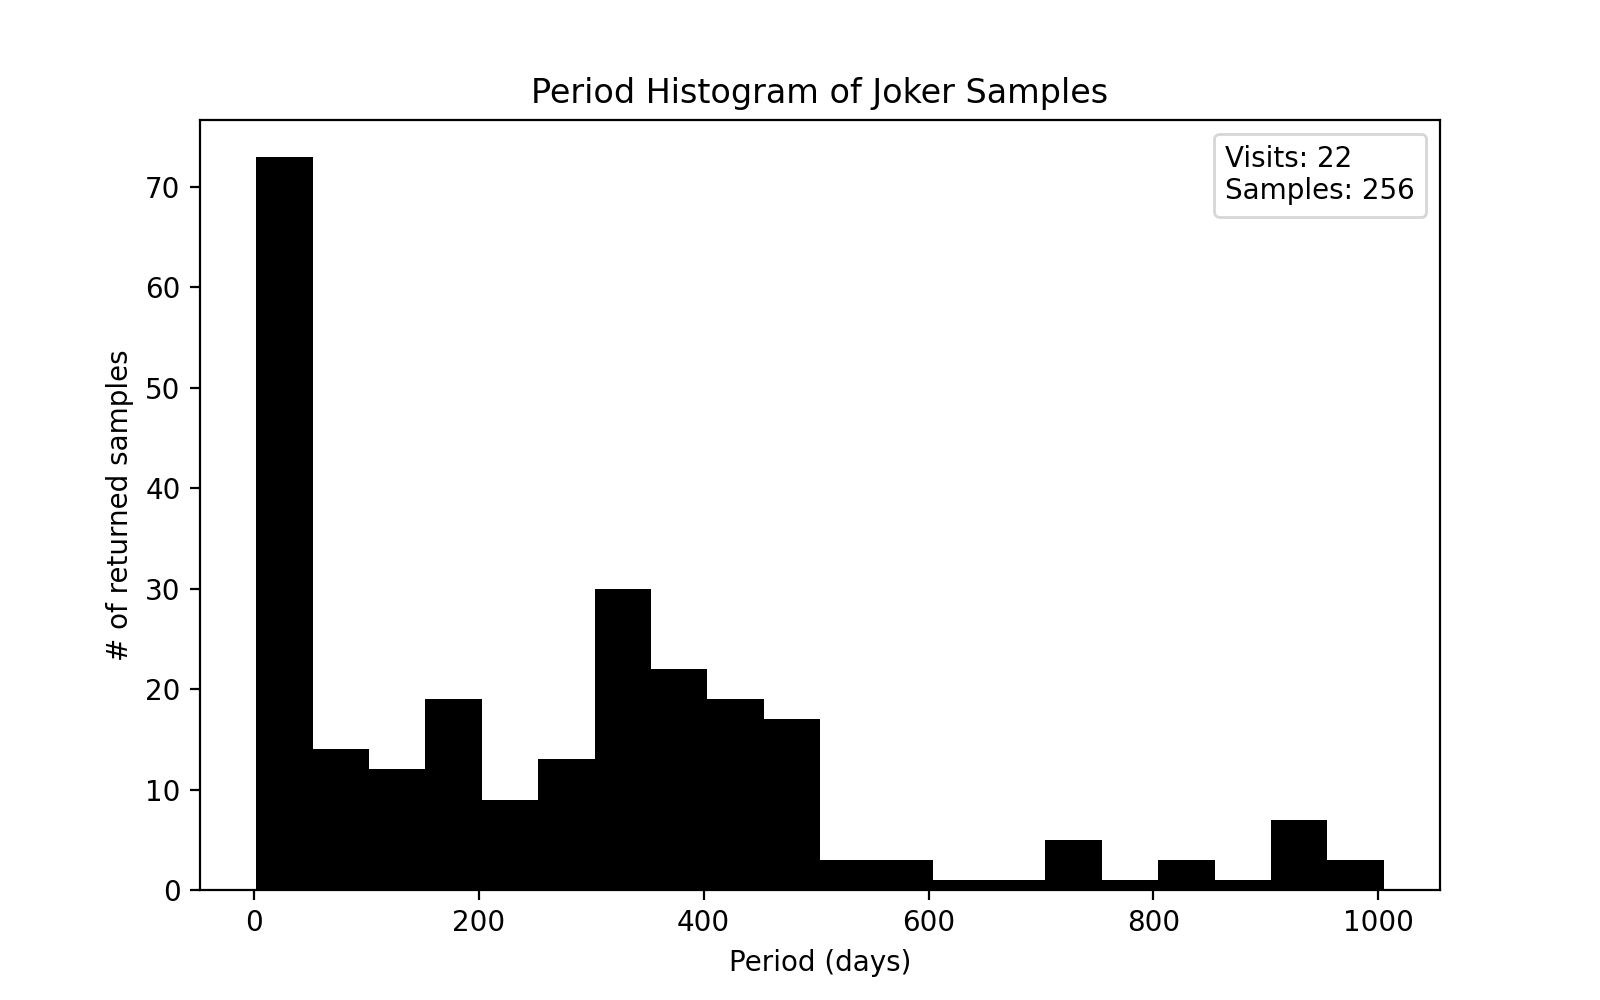 Period Histogram of Joker Samples
Visits: 22
Samples: 256
# of returned samples
70
60
50
40
30
20
10
0
0 200 400 600 800 1000
Period (days)